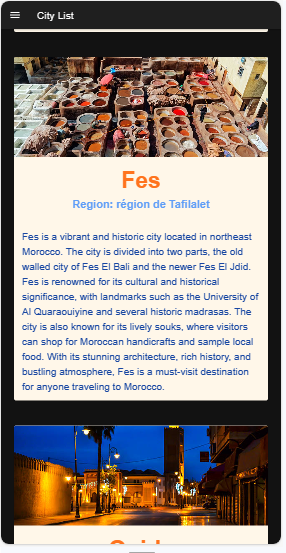 City List
Fes
Region: région de Tafilalet
Fes is a vibrant and historic city located in northeast
Morocco. The city is divided into two parts, the old
walled city of Fes El Bali and the newer Fes El Jdid.
Fes is renowned for its cultural and historical
significance, with landmarks such as the University of
Al Quaraouiyine and several historic madrasas. The
city is also known for its lively souks, where visitors
can shop for Moroccan handicrafts and sample local
food. With its stunning architecture, rich history, and
bustling atmosphere, Fes is a must-visit destination
for anyone traveling to Morocco.